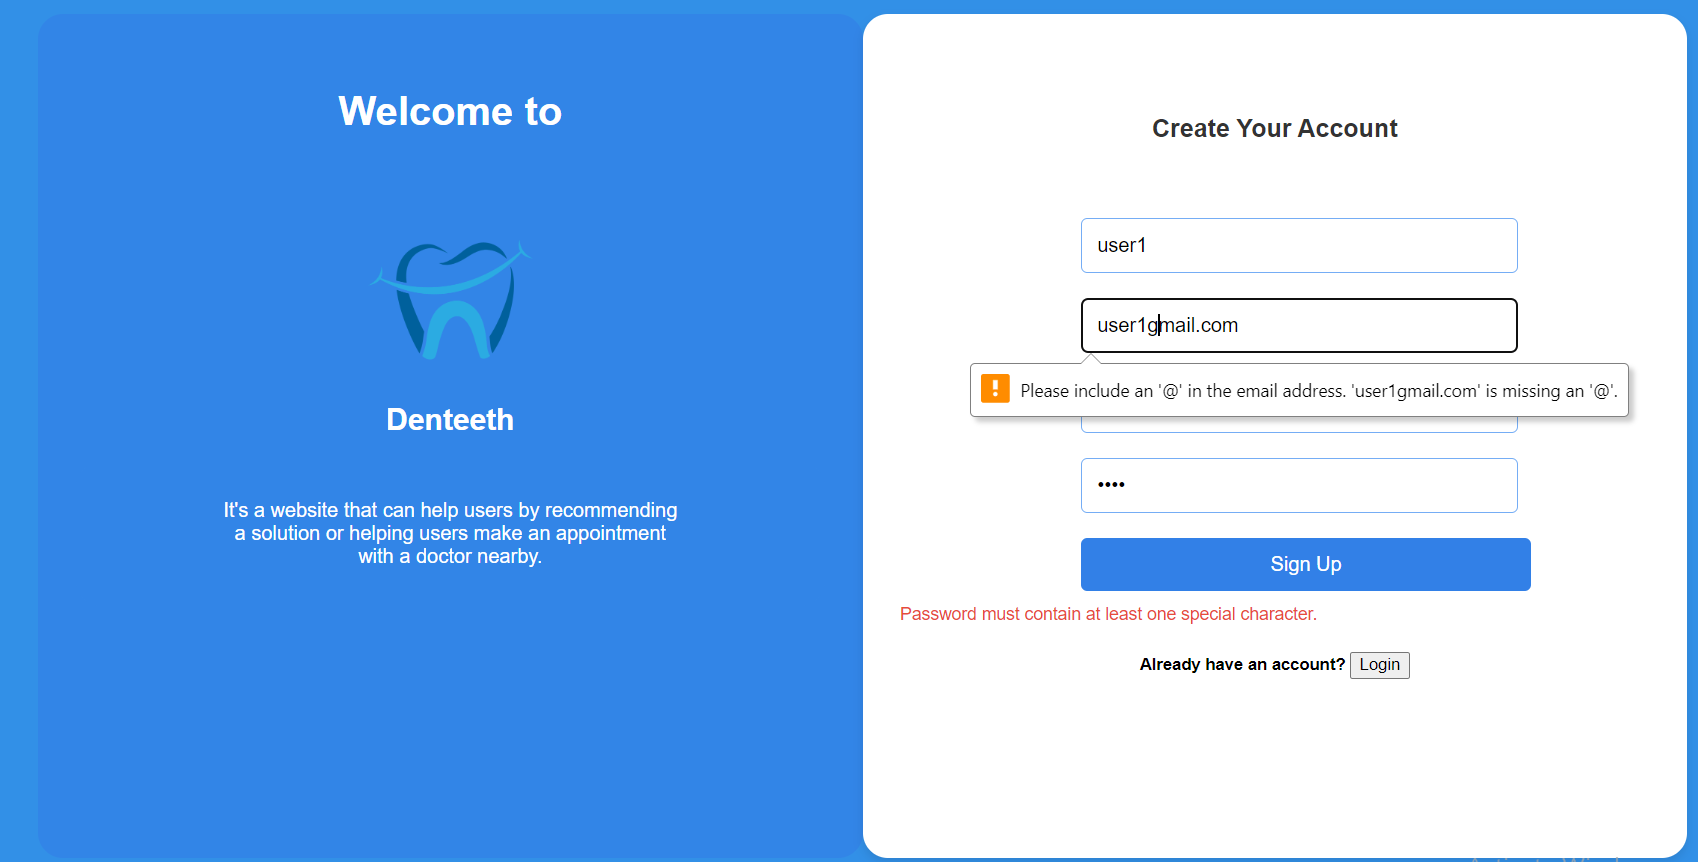 Welcome to
Denteeth
It's a website that can help users by recommending
a solution or helping users make an appointment
with a doctor nearby.
Create Your Account
user1
user1gmail.com
Please include an '@' in the email address. 'user1gmail.com' is missing an '@'.
••••
Sign Up
Password must contain at least one special character.
Already have an account? Login